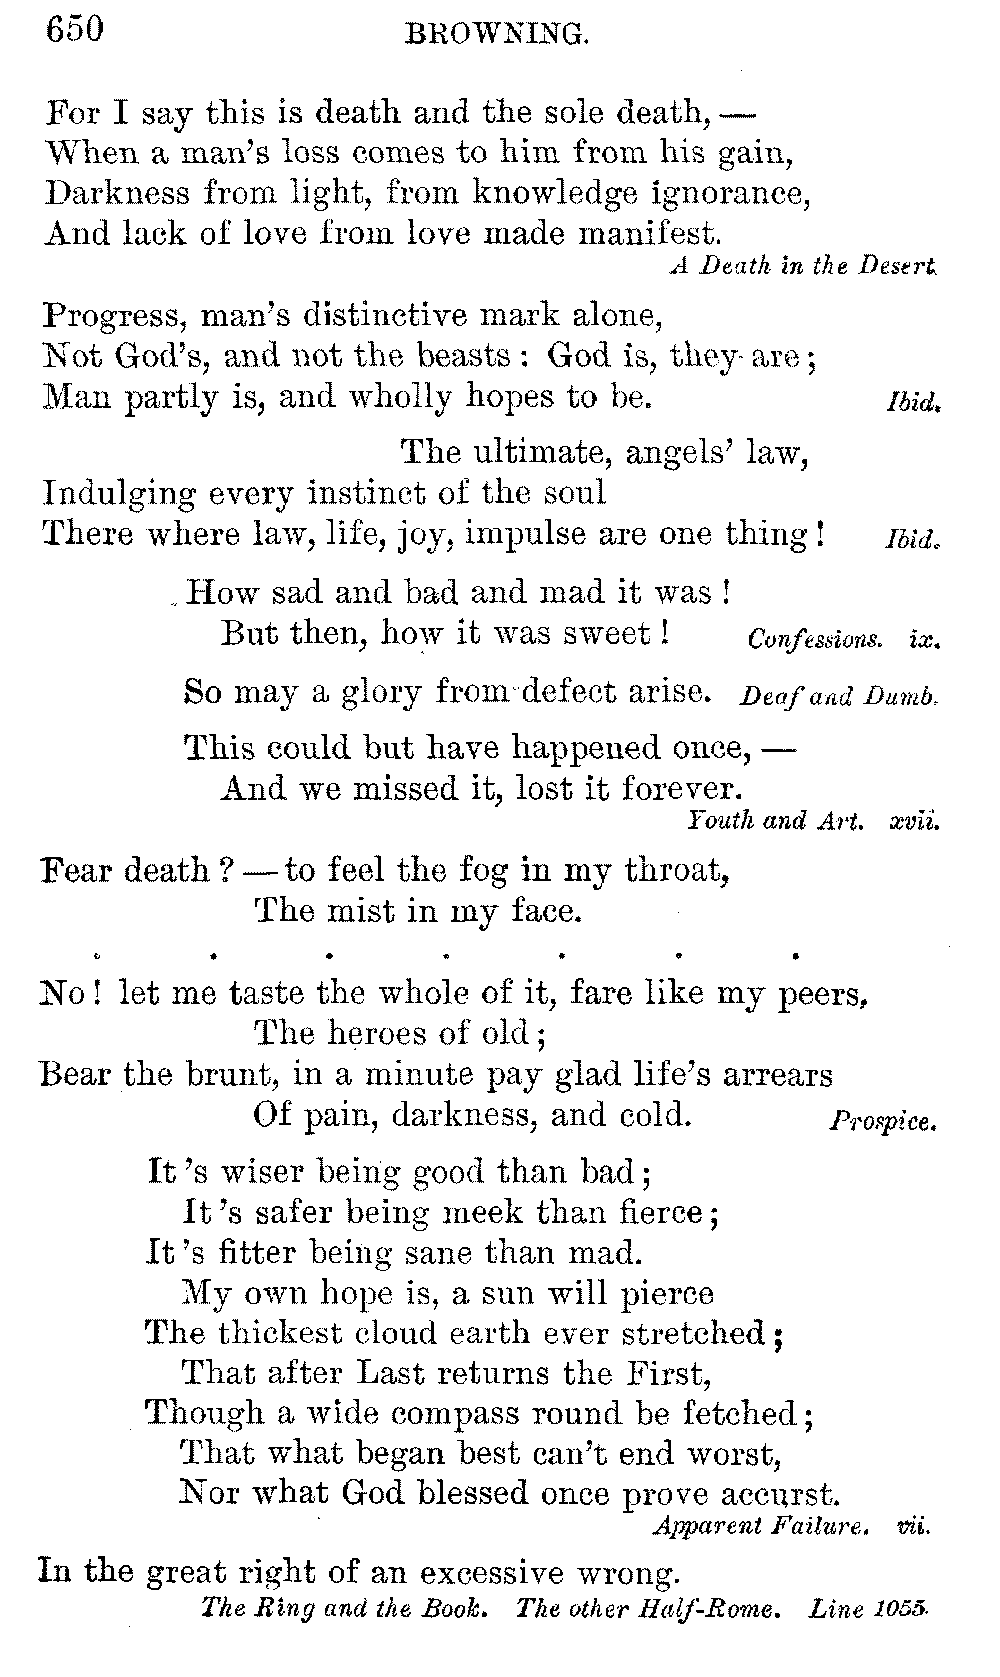 650 BROWNING.
For I say this is death and the sole death, —
When a man's loss comes to him from his gain,
Darkness from light, from knowledge ignorance,
And lack of love from love made manifest.
A Death in the Desert.
Progress, man's distinctive mark alone,
Not God's, and not the beasts : God is, they are ;
Man partly is, and wholly hopes to be. Ibid.
The ultimate, angels' law,
Indulging every instinct of the soul
There where law, life, joy, impulse are one thing ! Ibid.
How sad and bad and mad it was !
But then, how it was sweet ! Confessions. ix.
So may a glory from defect arise. Deaf and Dumb.
This could but have happened once, —
And we missed it, lost it forever.
Youth and Art. xvii.
Fear death ? — to feel the fog in my throat,
The mist in my face.
. . . . . . .
No ! let me taste the whole of it, fare like my peers,
The heroes of old ;
Bear the brunt, in a minute pay glad life's arrears
Of pain, darkness, and cold. Prospice.
It 's wiser being good than bad ;
It 's safer being meek than fierce ;
It 's fitter being sane than mad.
My own hope is, a sun will pierce
The thickest cloud earth ever stretched ;
That after Last returns the First,
Though a wide compass round be fetched ;
That what began best can't end worst,
Nor what God blessed once prove accurst.
Apparent Failure. vii.
In the great right of an excessive wrong.
The Ring and the Book. The other Half-Rome. Line 1055.